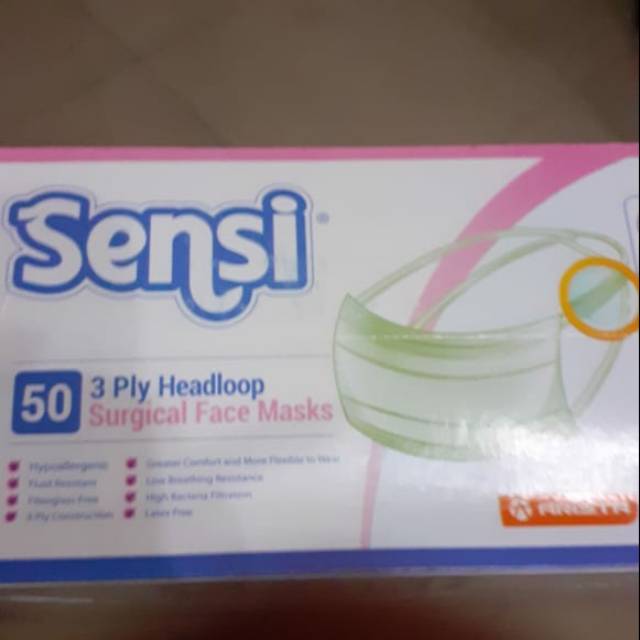 Sensi®
50 3 Ply Headloop
Surgical Face Masks
Hypoallergenic
Fluid Resistant
Fiberglass Free
3 Ply Construction
Greater Comfort and More Flexible to Wear
Low Breathing Resistance
High Bacteria Filtration
Latex Free